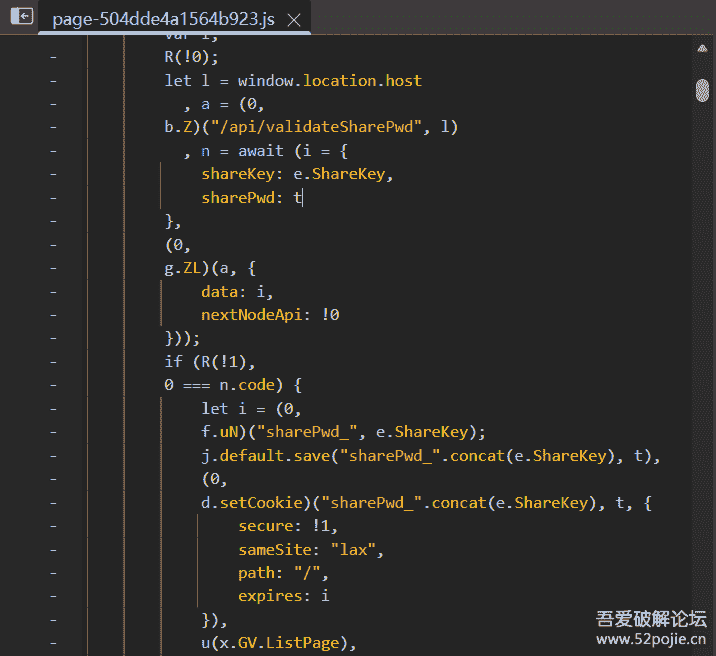 page-504dde4a1564b923.js
var i;
R(!0);
let l = window.location.host
, a = (0,
b.Z)("/api/validateSharePwd", l)
, n = await (i = {
shareKey: e.ShareKey,
sharePwd: t
},
(0,
g.ZL)(a, {
data: i,
nextNodeApi: !0
}));
if (R(!1),
0 === n.code) {
let i = (0,
f.uN)("sharePwd_", e.ShareKey);
j.default.save("sharePwd_".concat(e.ShareKey), t),
(0,
d.setCookie)("sharePwd_".concat(e.ShareKey), t, {
secure: !1,
sameSite: "lax",
path: "/",
expires: i
}),
u(x.GV.ListPage),
吾爱破解论坛
www.52pojie.cn